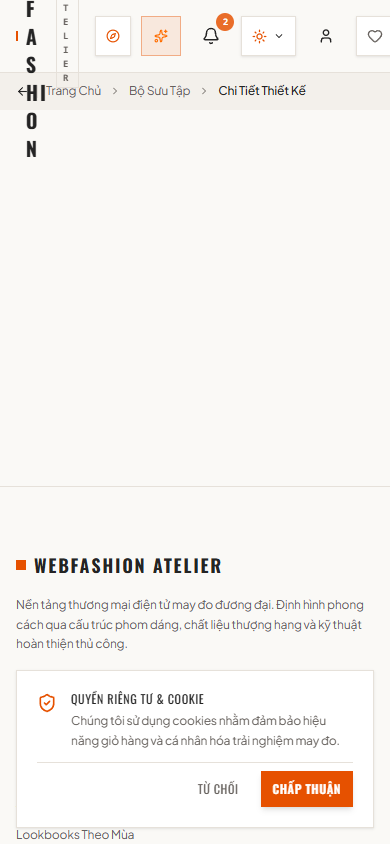 FASHION
TELIER
2
Trang Chủ
Bộ Sưu Tập
Chi Tiết Thiết Kế
WEBFASHION ATELIER
Nền tảng thương mại điện tử may đo đương đại. Định hình phong
cách qua cấu trúc phom dáng, chất liệu thượng hạng và kỹ thuật
hoàn thiện thủ công.
QUYỀN RIÊNG TƯ & COOKIE
Chúng tôi sử dụng cookies nhằm đảm bảo hiệu
năng giỏ hàng và cá nhân hóa trải nghiệm may đo.
TỪ CHỐI
CHẤP THUẬN
Lookbooks Theo Mùa